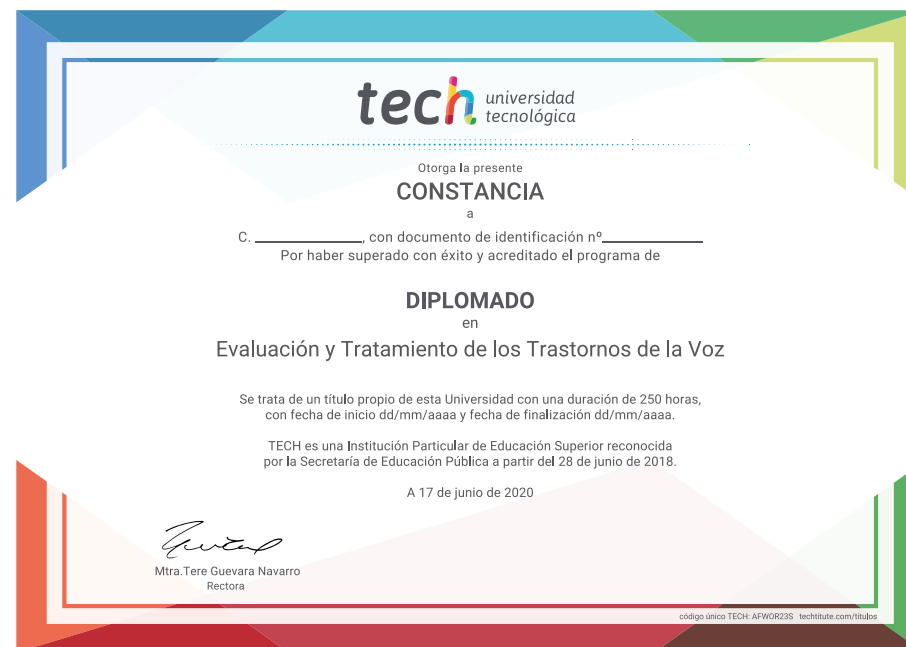 tech universidad
tecnológica
Otorga la presente
CONSTANCIA
a
C. ____________, con documento de identificación nº____________
Por haber superado con éxito y acreditado el programa de
DIPLOMADO
en
Evaluación y Tratamiento de los Trastornos de la Voz
Se trata de un título propio de esta Universidad con una duración de 250 horas,
con fecha de inicio dd/mm/aaaa y fecha de finalización dd/mm/aaaa.
TECH es una Institución Particular de Educación Superior reconocida
por la Secretaría de Educación Pública a partir del 28 de junio de 2018.
A 17 de junio de 2020
Mtra.Tere Guevara Navarro
Rectora
código único TECH: AFWOR23S techtitute.com/titulos